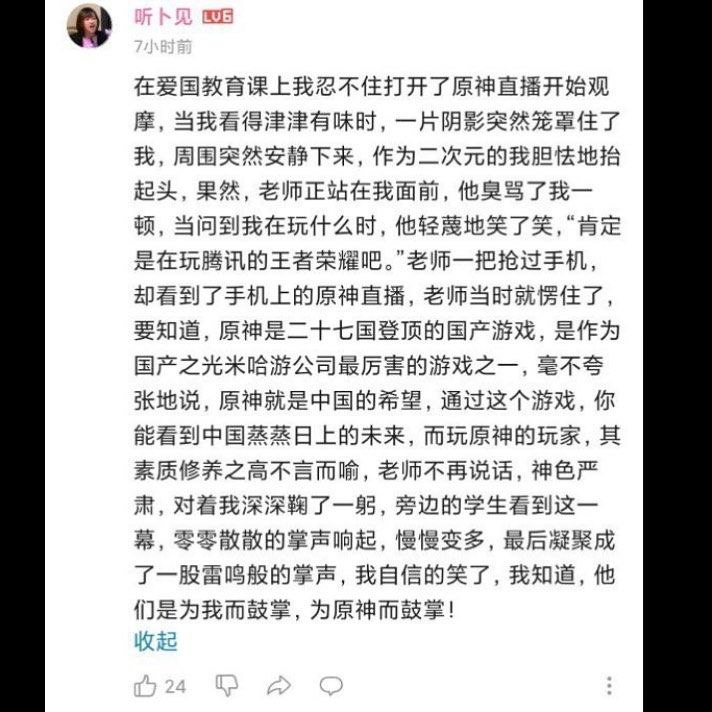 听卜见 LV6
7小时前
在爱国教育课上我忍不住打开了原神直播开始观
摩，当我看得津津有味时，一片阴影突然笼罩住了
我，周围突然安静下来，作为二次元的我胆怯地抬
起头，果然，老师正站在我面前，他臭骂了我一
顿，当问到我在玩什么时，他轻蔑地笑了笑，“肯定
是在玩腾讯的王者荣耀吧。”老师一把抢过手机，
却看到了手机上的原神直播，老师当时就愣住了，
要知道，原神是二十七国登顶的国产游戏，是作为
国产之光米哈游公司最厉害的游戏之一，毫不夸
张地说，原神就是中国的希望，通过这个游戏，你
能看到中国蒸蒸日上的未来，而玩原神的玩家，其
素质修养之高不言而喻，老师不再说话，神色严
肃，对着我深深鞠了一躬，旁边的学生看到这一
幕，零零散散的掌声响起，慢慢变多，最后凝聚成
了一股雷鸣般的掌声，我自信的笑了，我知道，他
们是为我而鼓掌，为原神而鼓掌！
收起
24